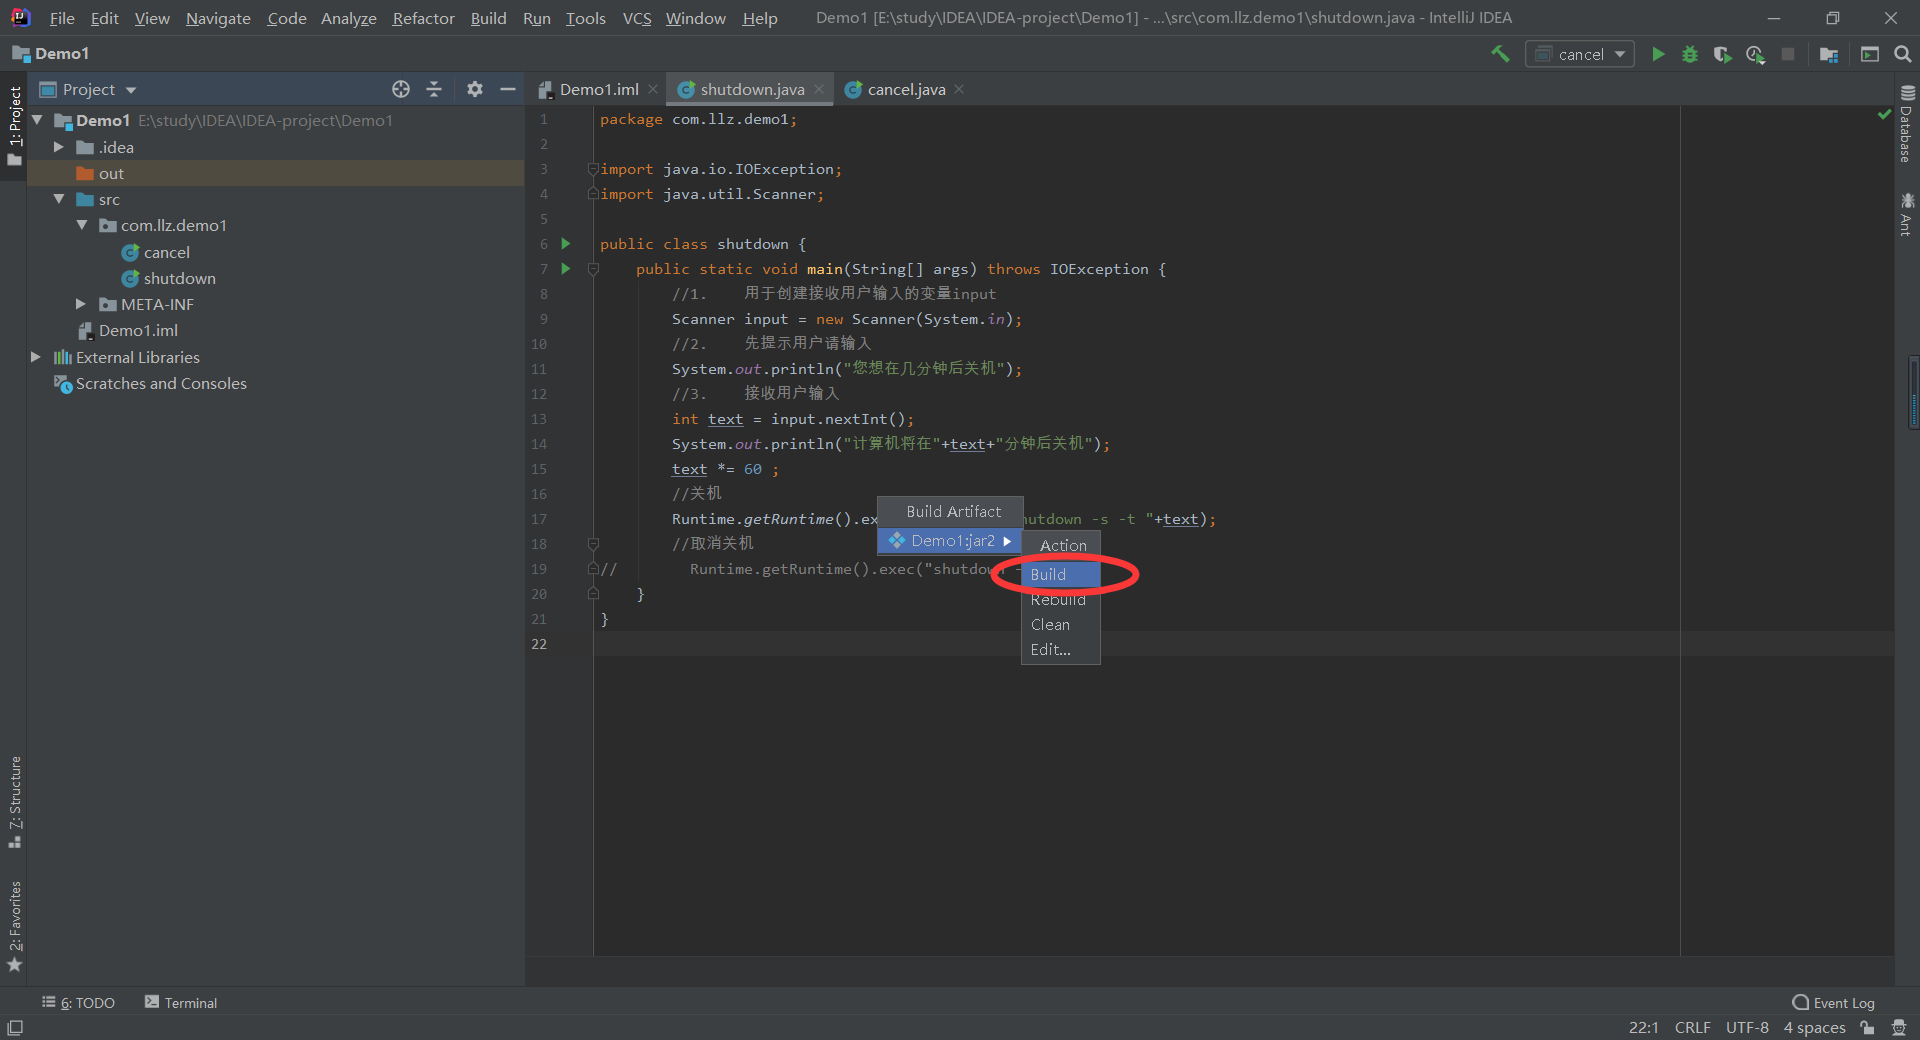 File Edit View Navigate Code Analyze Refactor Build Run Tools VCS Window Help Demo1 [E:\study\IDEA\IDEA-project\Demo1] - ...\src\com.llz.demo1\shutdown.java - IntelliJ IDEA
Demo1
cancel
Project
Demo1.iml
shutdown.java
cancel.java
1: Project
Demo1 E:\study\IDEA\IDEA-project\Demo1
.idea
out
src
com.llz.demo1
cancel
shutdown
META-INF
Demo1.iml
External Libraries
Scratches and Consoles
7: Structure
2: Favorites
1 package com.llz.demo1;
2
3 import java.io.IOException;
4 import java.util.Scanner;
5
6 public class shutdown {
7 public static void main(String[] args) throws IOException {
8 //1. 用于创建接收用户输入的变量input
9 Scanner input = new Scanner(System.in);
10 //2. 先提示用户请输入
11 System.out.println("您想在几分钟后关机");
12 //3. 接收用户输入
13 int text = input.nextInt();
14 System.out.println("计算机将在"+text+"分钟后关机");
15 text *= 60 ;
16 //关机
17 Runtime.getRuntime().ex utdown -s -t "+text);
18 //取消关机
19 // Runtime.getRuntime().exec("shutdow
20 }
21 }
22
Build Artifact
Demo1:jar2
Action
Build
Rebuild
Clean
Edit...
Database
Ant
6: TODO
Terminal
Event Log
22:1 CRLF UTF-8 4 spaces